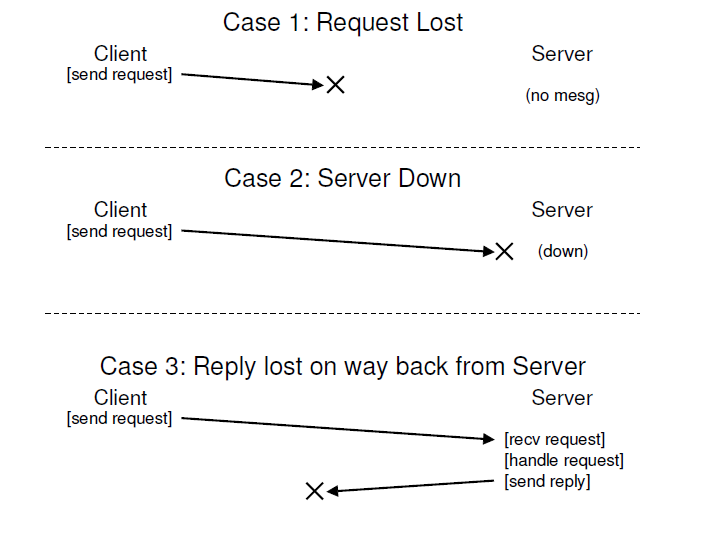 Case 1: Request Lost
Client Server
[send request]
(no mesg)
Case 2: Server Down
Client Server
[send request]
(down)
Case 3: Reply lost on way back from Server
Client Server
[send request]
[recv request]
[handle request]
[send reply]